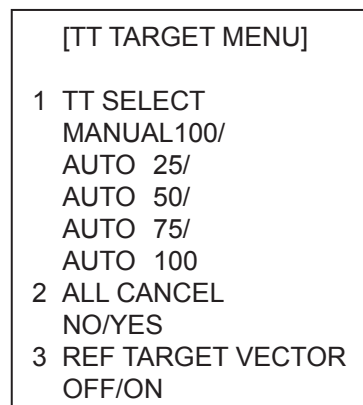 [TT TARGET MENU]
1 TT SELECT
MANUAL100/
AUTO 25/
AUTO 50/
AUTO 75/
AUTO 100
2 ALL CANCEL
NO/YES
3 REF TARGET VECTOR
OFF/ON